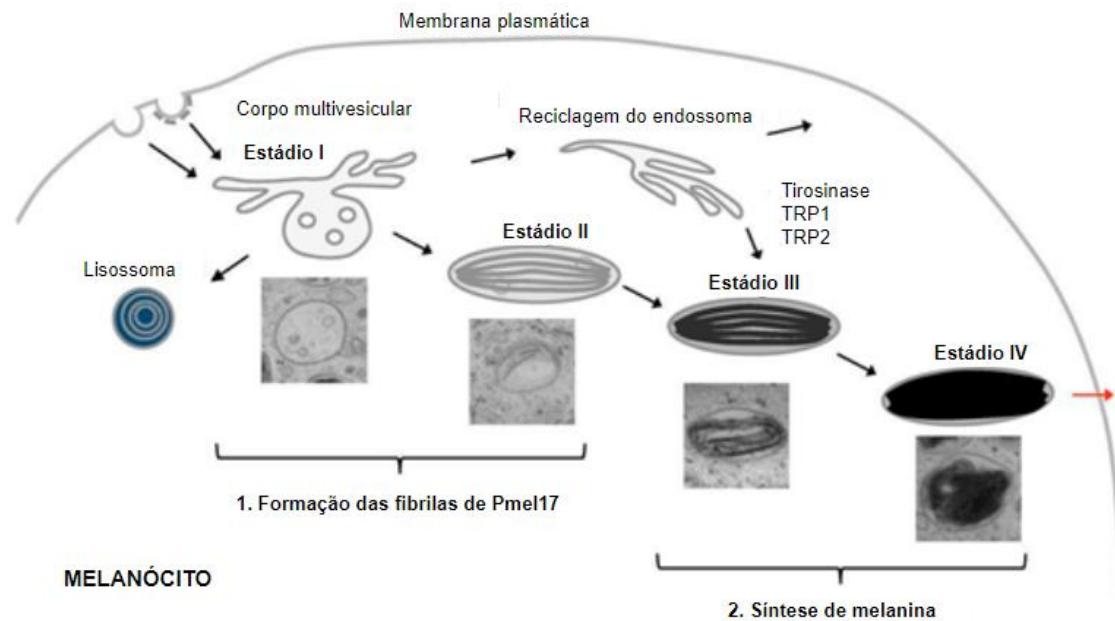 Membrana plasmática
Corpo multivesicular
Reciclagem do endossoma
Estádio I
Tirosinase
TRP1
TRP2
Estádio II
Lisossoma
Estádio III
Estádio IV
1. Formação das fibrilas de Pmel17
MELANÓCITO
2. Síntese de melanina